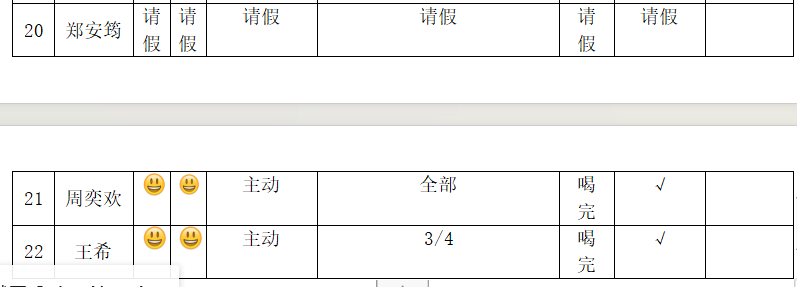 20 郑安筠 请假 请假 请假 请假 请假 请假
21 周奕欢 😃 😃 主动 全部 喝完 √
22 王希 😃 😃 主动 3/4 喝完 √